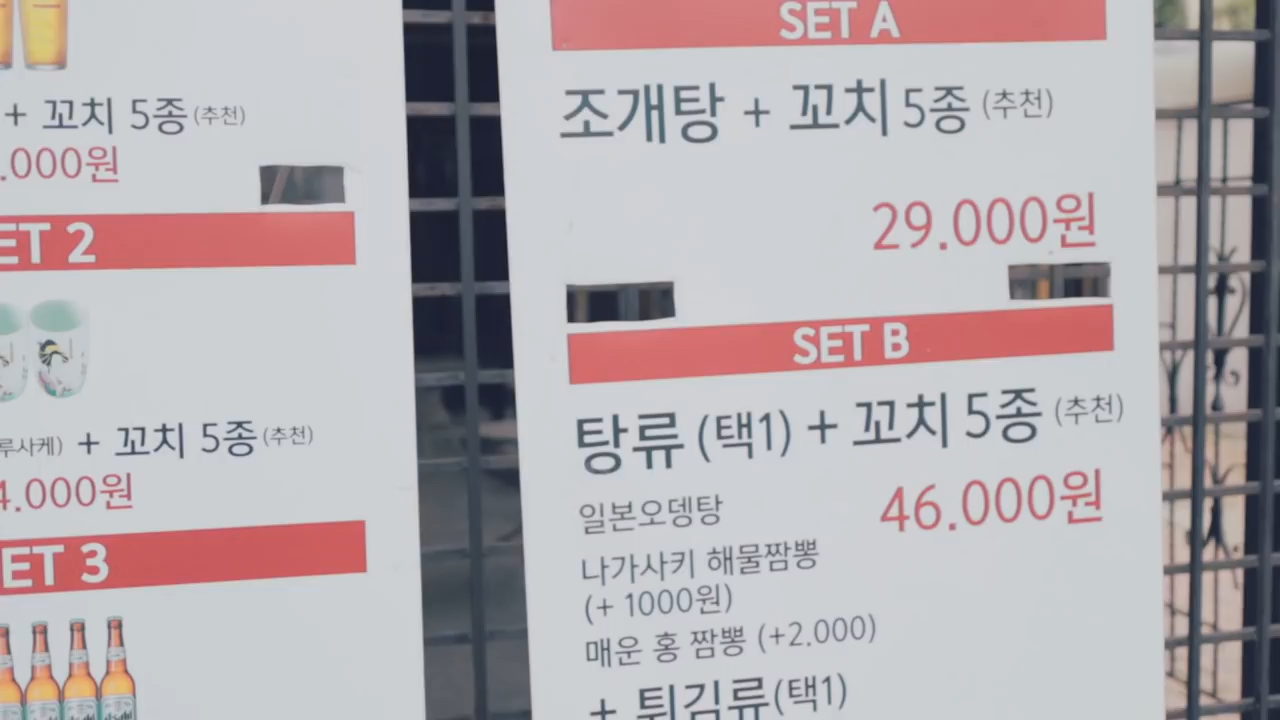 + 꼬치 5종 (추천)
.000원
ET 2
루사케) + 꼬치 5종 (추천)
4.000원
ET 3
SET A
조개탕 + 꼬치 5종 (추천)
29.000원
SET B
탕류 (택1) + 꼬치 5종 (추천)
46.000원
일본오뎅탕
나가사키 해물짬뽕
(+ 1000원)
매운 홍 짬뽕 (+2.000)
+ 튀김류(택1)